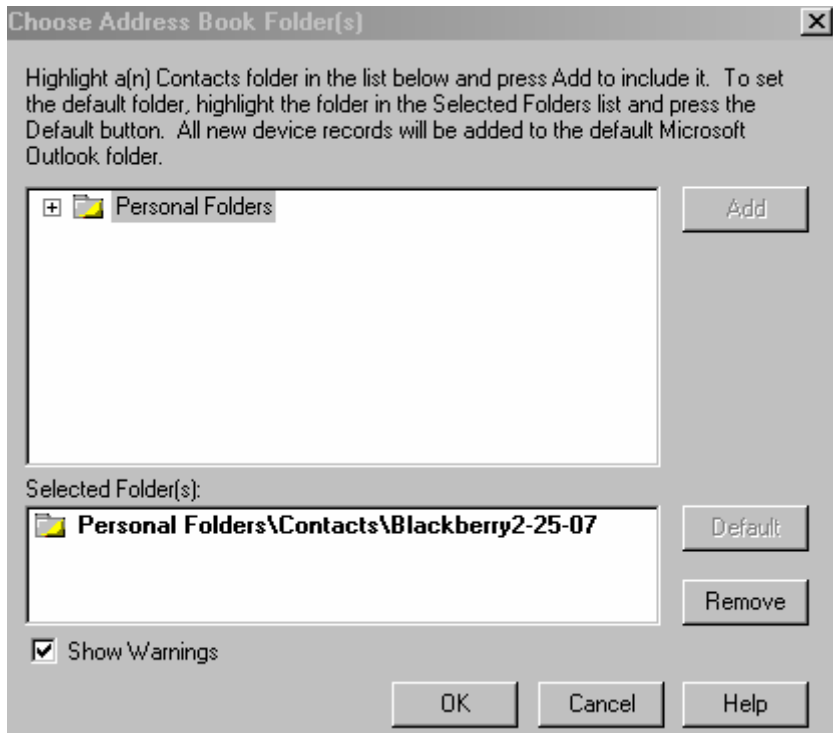 Choose Address Book Folder(s)
Highlight a(n) Contacts folder in the list below and press Add to include it. To set
the default folder, highlight the folder in the Selected Folders list and press the
Default button. All new device records will be added to the default Microsoft
Outlook folder.
Personal Folders
Add
Selected Folder(s):
Personal Folders\Contacts\Blackberry2-25-07
Default
Remove
Show Warnings
OK Cancel Help